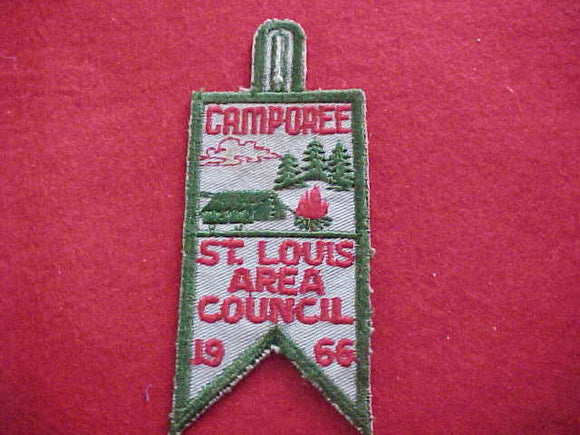 CAMPOREE
ST. LOUIS
AREA
COUNCIL
19 66